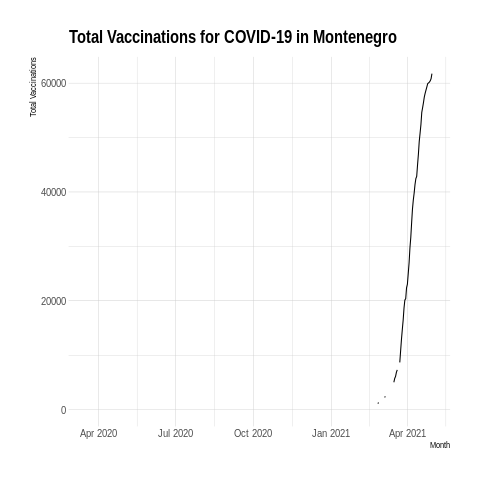 Total Vaccinations for COVID-19 in Montenegro
Total Vaccinations
60000
40000
20000
0
Apr 2020 Jul 2020 Oct 2020 Jan 2021 Apr 2021
Month